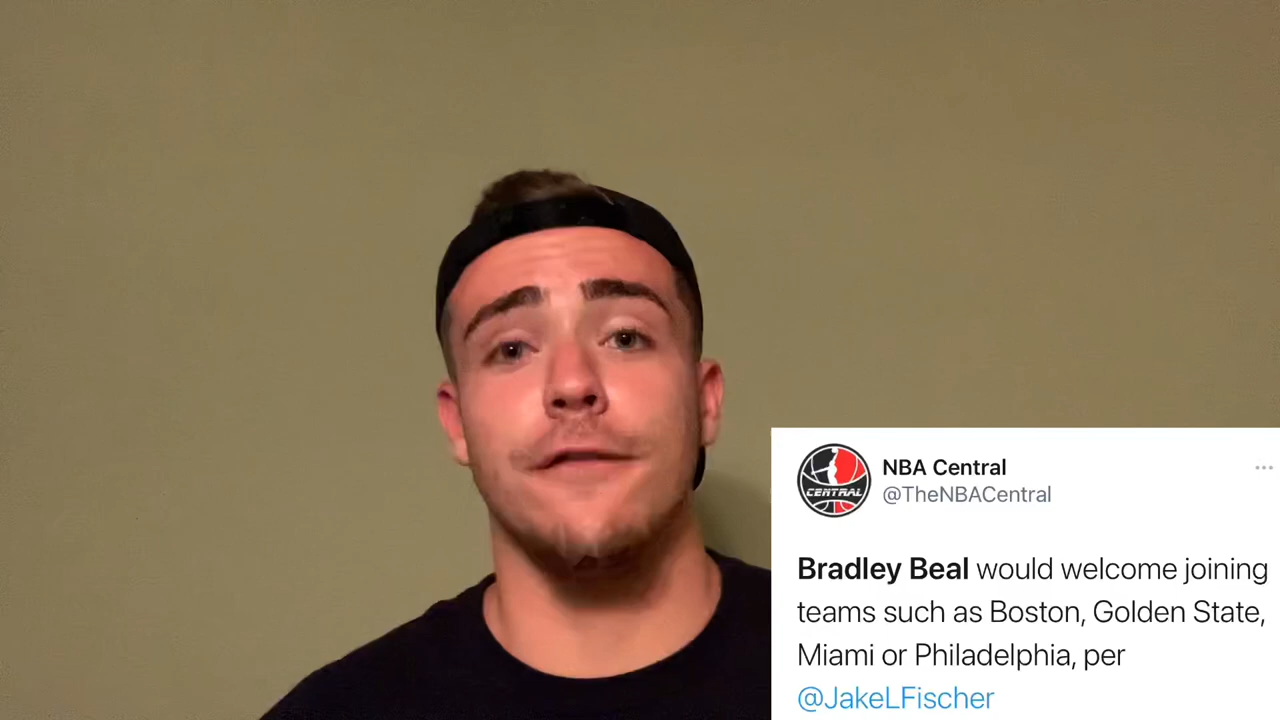 CENTRAL
NBA Central
@TheNBACentral
Bradley Beal would welcome joining
teams such as Boston, Golden State,
Miami or Philadelphia, per
@JakeLFischer